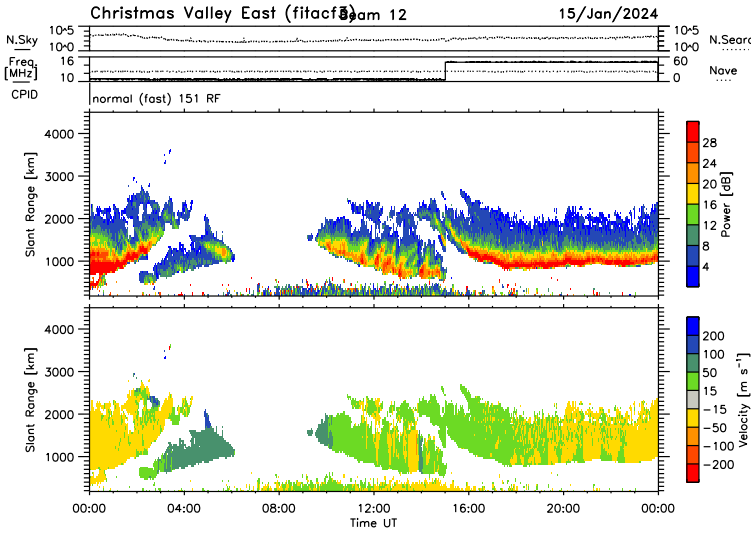 Christmas Valley East (fitacf3) Beam 12 15/Jan/2024
N.Sky 10^5 10^0 10^5 10^0 N.Searc
Freq. [MHz] 16 10 60 0 Nave
CPID normal (fast) 151 RF
Slant Range [km]
4000
3000
2000
1000
28
24
20
16
12
8
4
Power [dB]
Slant Range [km]
4000
3000
2000
1000
200
100
50
15
-15
-50
-100
-200
Velocity [m s⁻¹]
00:00 04:00 08:00 12:00 16:00 20:00 00:00
Time UT